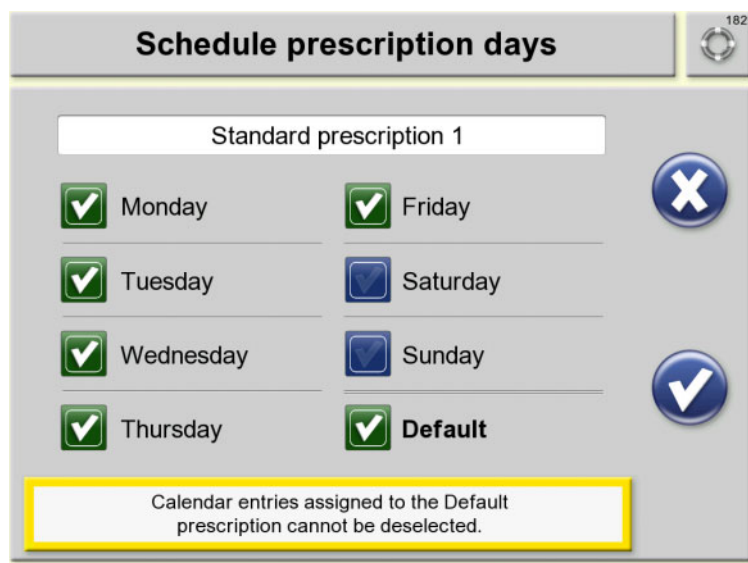 Schedule prescription days
182
Standard prescription 1
Monday
Friday
Tuesday
Saturday
Wednesday
Sunday
Thursday
Default
Calendar entries assigned to the Default
prescription cannot be deselected.